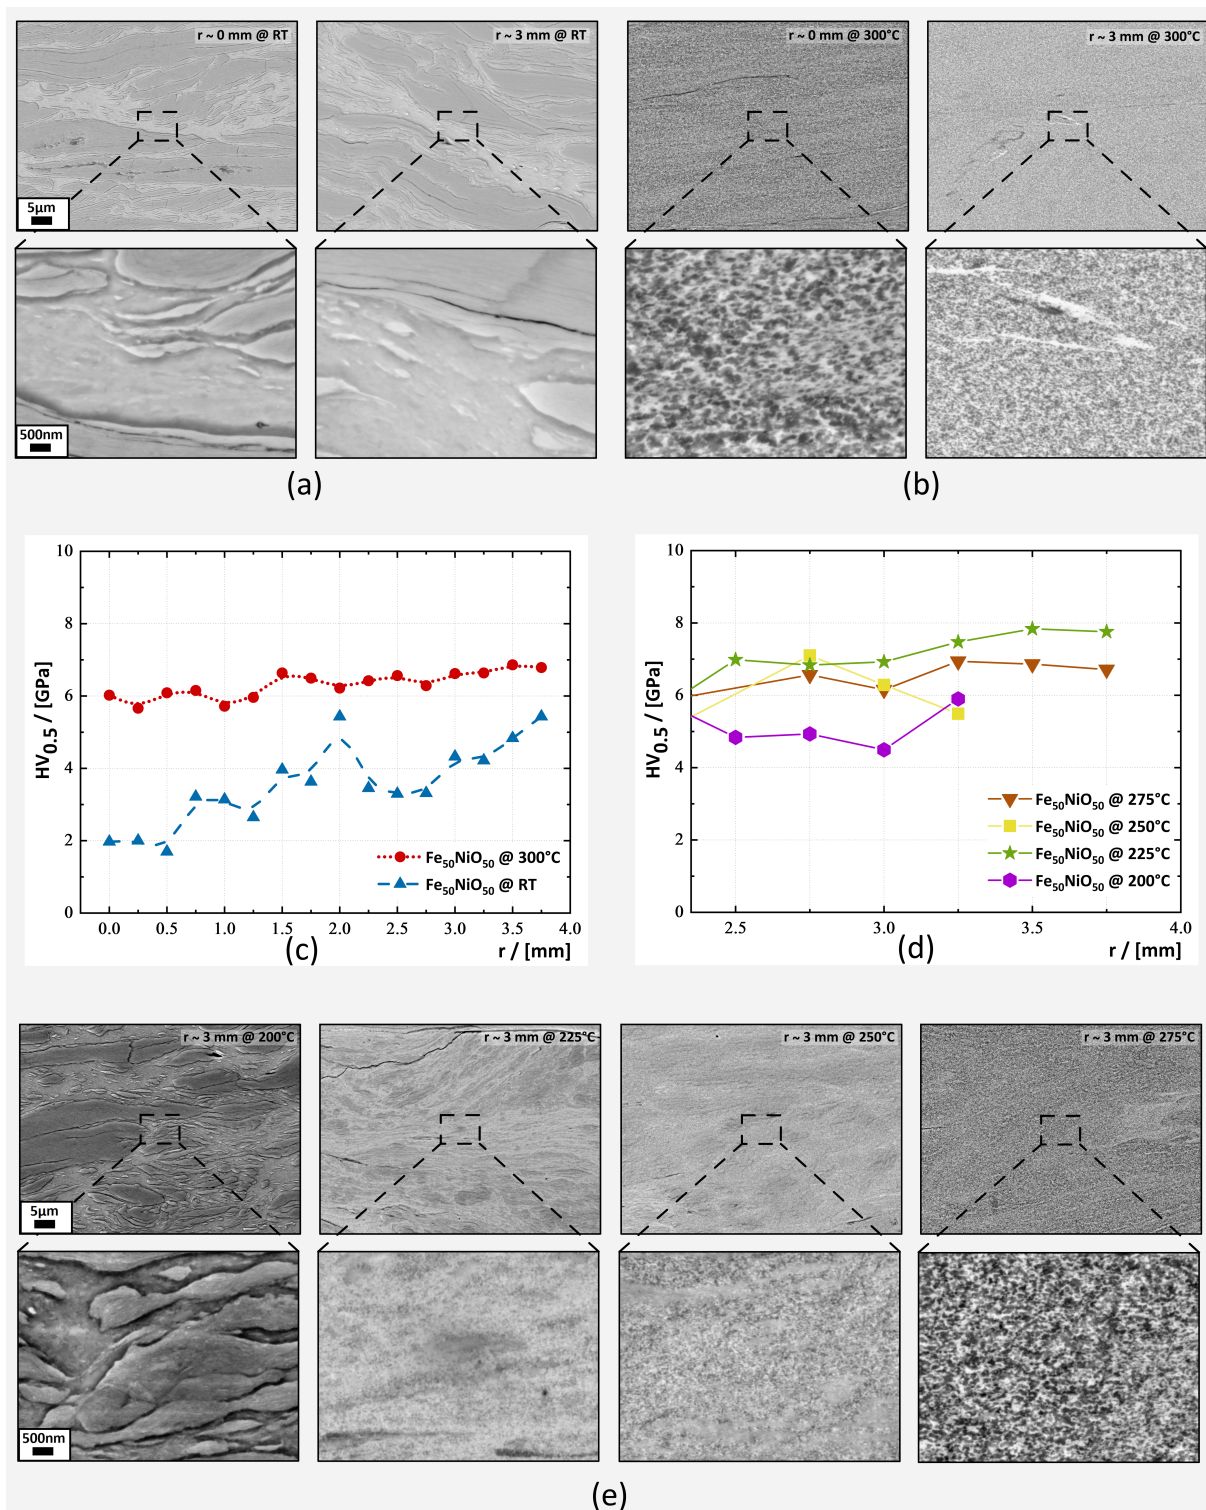 r ~ 0 mm @ RT
r ~ 3 mm @ RT
r ~ 0 mm @ 300°C
r ~ 3 mm @ 300°C
5µm
500nm
(a)
(b)
HV0.5 / [GPa]
10
8
6
4
2
0
Fe50NiO50 @ 300°C
Fe50NiO50 @ RT
0.0 0.5 1.0 1.5 2.0 2.5 3.0 3.5 4.0
(c)
r / [mm]
HV0.5 / [GPa]
10
8
6
4
2
0
Fe50NiO50 @ 275°C
Fe50NiO50 @ 250°C
Fe50NiO50 @ 225°C
Fe50NiO50 @ 200°C
2.5 3.0 3.5 4.0
(d)
r / [mm]
r ~ 3 mm @ 200°C
r ~ 3 mm @ 225°C
r ~ 3 mm @ 250°C
r ~ 3 mm @ 275°C
5µm
500nm
(e)